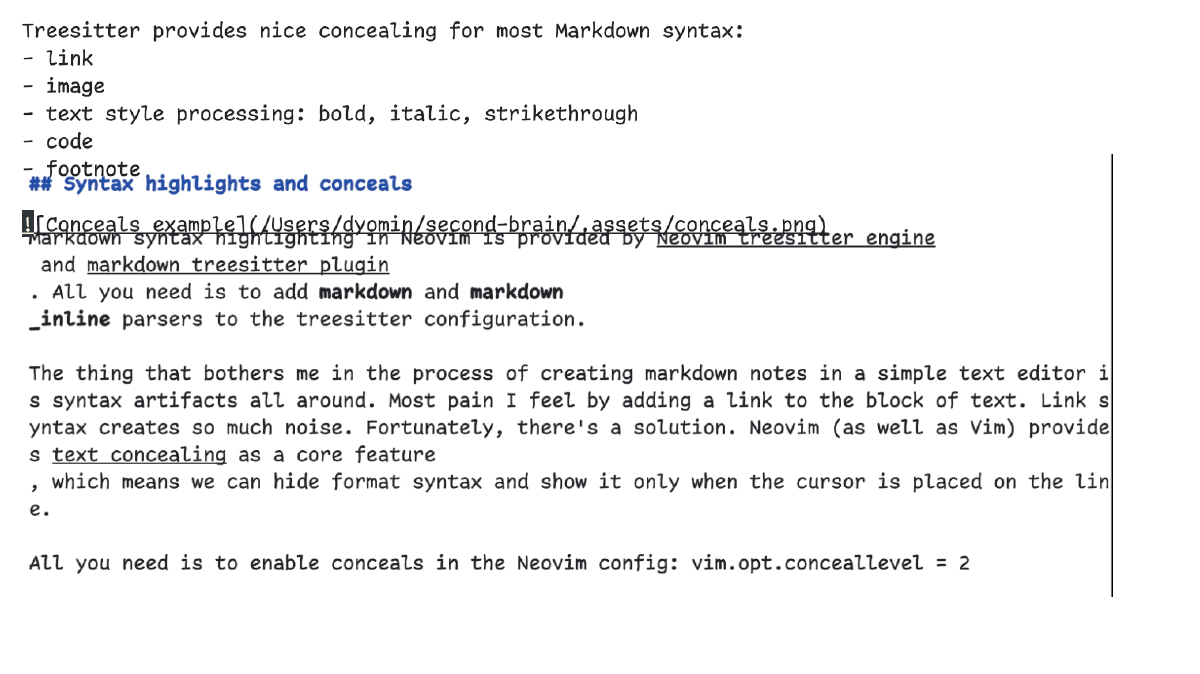 Treesitter provides nice concealing for most Markdown syntax:
- link
- image
- text style processing: bold, italic, strikethrough
- code
- footnote
## Syntax highlights and conceals
![Conceals example](/Users/dyomin/second-brain/.assets/conceals.png)
Markdown syntax highlighting in Neovim is provided by Neovim treesitter engine
and markdown treesitter plugin
. All you need is to add markdown and markdown
_inline parsers to the treesitter configuration.
The thing that bothers me in the process of creating markdown notes in a simple text editor i
s syntax artifacts all around. Most pain I feel by adding a link to the block of text. Link s
yntax creates so much noise. Fortunately, there's a solution. Neovim (as well as Vim) provide
s text concealing as a core feature
, which means we can hide format syntax and show it only when the cursor is placed on the lin
e.
All you need is to enable conceals in the Neovim config: vim.opt.conceallevel = 2